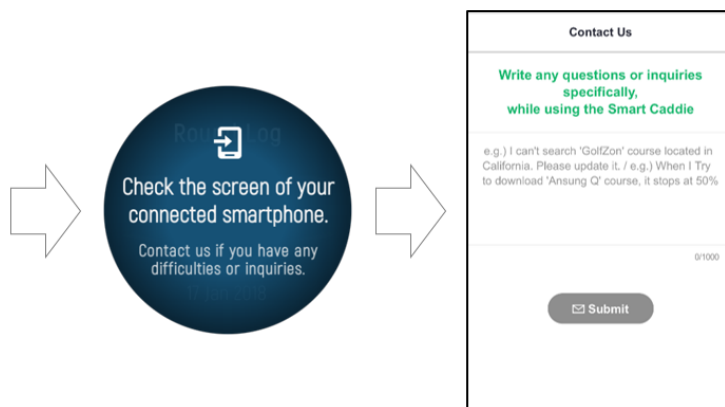 Round Log
Check the screen of your
connected smartphone.
Contact us if you have any
difficulties or inquiries.
Contact Us
Write any questions or inquiries
specifically,
while using the Smart Caddie
e.g.) I can't search 'GolfZon' course located in
California. Please update it. / e.g.) When I Try
to download 'Ansung Q' course, it stops at 50%
0/1000
Submit